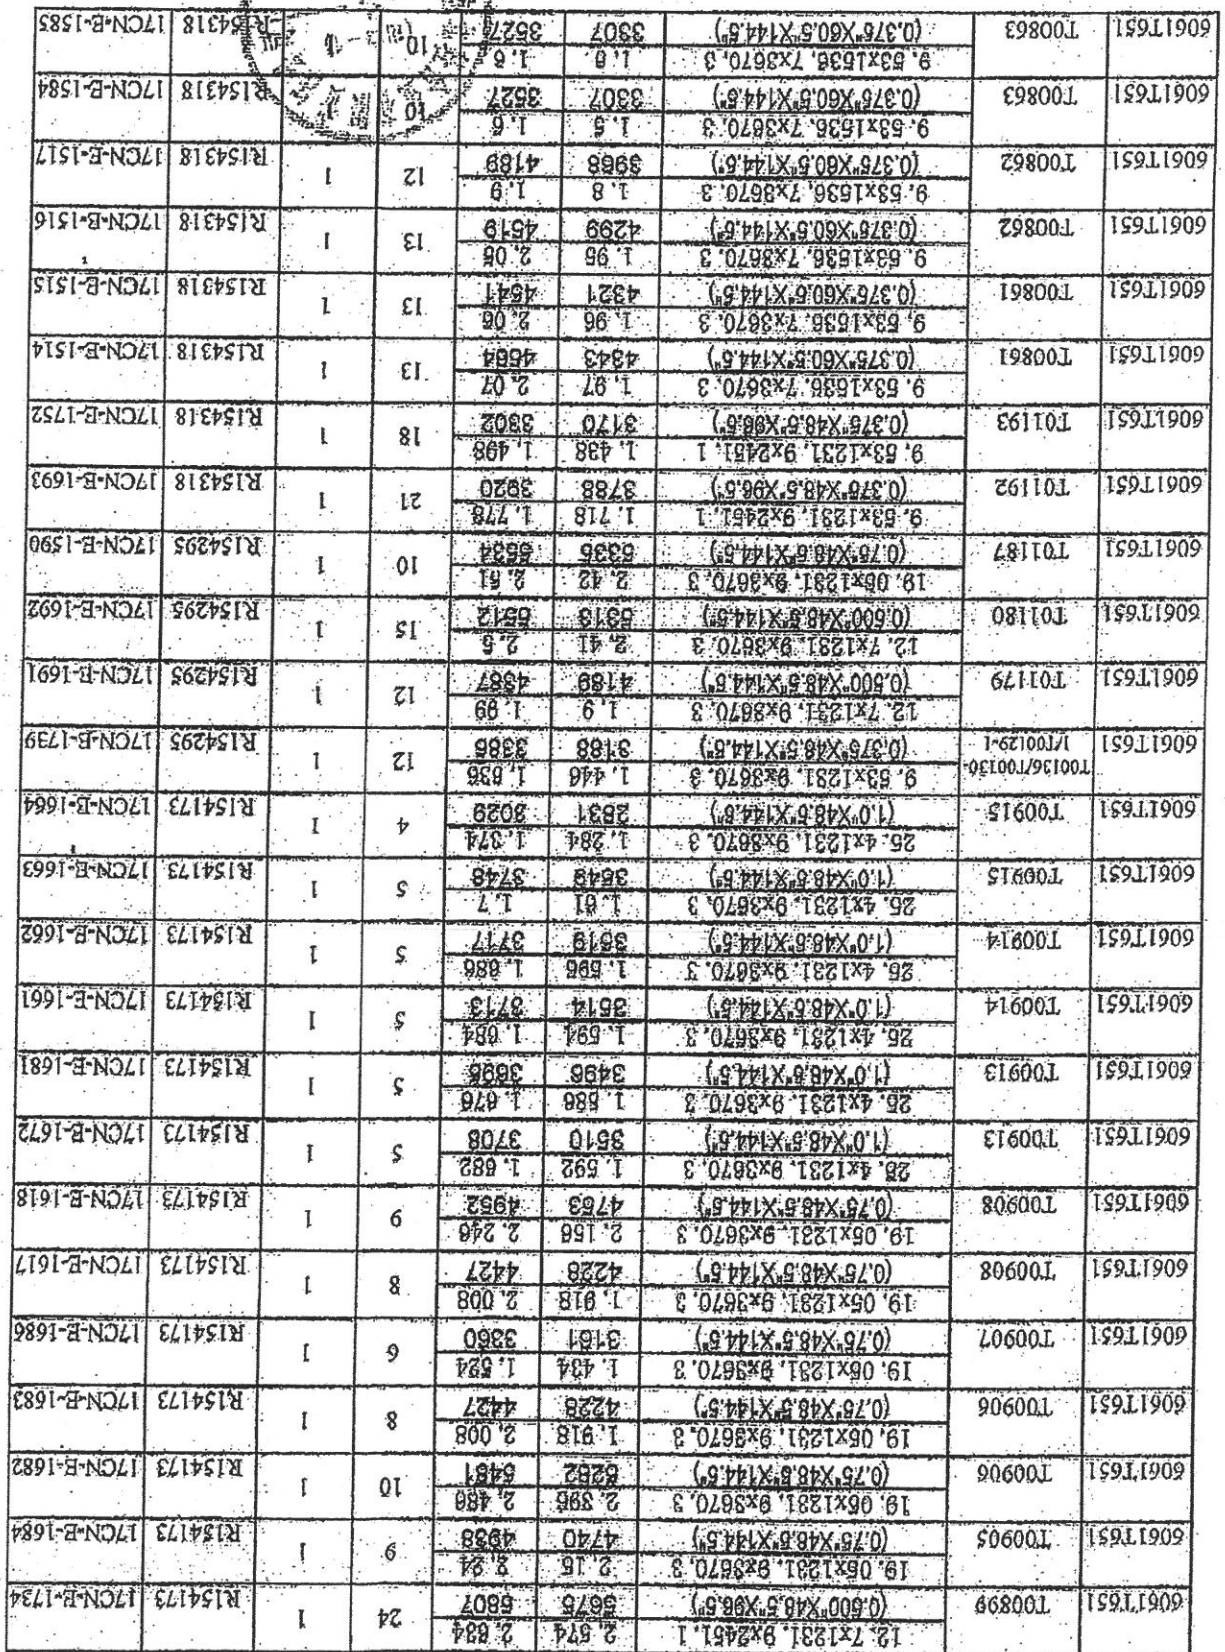 6061T651 T00899 12.7x1231.9x2451.1 2.574 2.634 24 1 R154173 17CN-E-1734
(0.500"X48.5"X96.5") 5675 5807
6061T651 T00905 19.05x1231.9x3670.3 2.15 2.24 9 1 R154173 17CN-E-1684
(0.75"X48.5"X144.5") 4740 4938
6061T651 T00906 19.05x1231.9x3670.3 2.396 2.486 10 1 R154173 17CN-E-1682
(0.75"X48.5"X144.5") 5282 5481
6061T651 T00906 19.05x1231.9x3670.3 1.918 2.008 8 1 R154173 17CN-E-1683
(0.75"X48.5"X144.5") 4228 4427
6061T651 T00907 19.05x1231.9x3670.3 1.434 1.524 6 1 R154173 17CN-E-1686
(0.75"X48.5"X144.5") 3161 3360
6061T651 T00908 19.05x1231.9x3670.3 1.918 2.008 8 1 R154173 17CN-E-1617
(0.75"X48.5"X144.5") 4228 4427
6061T651 T00908 19.05x1231.9x3670.3 2.156 2.246 9 1 R154173 17CN-E-1618
(0.75"X48.5"X144.5") 4753 4952
6061T651 T00913 25.4x1231.9x3670.3 1.592 1.682 5 1 R154173 17CN-E-1672
(1.0"X48.5"X144.5") 3510 3708
6061T651 T00913 25.4x1231.9x3670.3 1.586 1.676 5 1 R154173 17CN-E-1681
(1.0"X48.5"X144.5") 3496 3695
6061T651 T00914 25.4x1231.9x3670.3 1.594 1.684 5 1 R154173 17CN-E-1661
(1.0"X48.5"X144.5") 3514 3713
6061T651 T00914 25.4x1231.9x3670.3 1.596 1.686 5 1 R154173 17CN-E-1662
(1.0"X48.5"X144.5") 3519 3717
6061T651 T00915 25.4x1231.9x3670.3 1.61 1.7 5 1 R154173 17CN-E-1663
(1.0"X48.5"X144.5") 3549 3748
6061T651 T00915 25.4x1231.9x3670.3 1.284 1.374 4 1 R154173 17CN-E-1664
(1.0"X48.5"X144.5") 2831 3029
6061T651 T00136/T00130-1/T00129-1 9.53x1231.9x3670.3 1.446 1.536 12 1 R154295 17CN-E-1739
(0.375"X48.5"X144.5") 3188 3386
6061T651 T01179 12.7x1231.9x3670.3 1.9 1.99 12 1 R154295 17CN-E-1691
(0.500"X48.5"X144.5") 4189 4387
6061T651 T01180 12.7x1231.9x3670.3 2.41 2.5 15 1 R154295 17CN-E-1692
(0.500"X48.5"X144.5") 5313 5512
6061T651 T01187 19.05x1231.9x3670.3 2.42 2.51 10 1 R154295 17CN-E-1590
(0.75"X48.5"X144.5") 5335 5534
6061T651 T01192 9.53x1231.9x2451.1 1.718 1.778 21 1 R154318 17CN-E-1693
(0.375"X48.5"X96.5") 3788 3920
6061T651 T01193 9.53x1231.9x2451.1 1.438 1.498 18 1 R154318 17CN-E-1752
(0.375"X48.5"X96.5") 3170 3302
6061T651 T00861 9.53x1536.7x3670.3 1.97 2.07 13 1 R154318 17CN-E-1514
(0.375"X60.5"X144.5") 4343 4564
6061T651 T00861 9.53x1536.7x3670.3 1.96 2.06 13 1 R154318 17CN-E-1515
(0.375"X60.5"X144.5") 4321 4541
6061T651 T00862 9.53x1536.7x3670.3 1.95 2.05 13 1 R154318 17CN-E-1516
(0.375"X60.5"X144.5") 4299 4519
6061T651 T00862 9.53x1536.7x3670.3 1.8 1.9 12 1 R154318 17CN-E-1517
(0.375"X60.5"X144.5") 3968 4189
6061T651 T00863 9.53x1536.7x3670.3 1.5 1.6 10 1 R154318 17CN-E-1584
(0.375"X60.5"X144.5") 3307 3527
6061T651 T00863 9.53x1536.7x3670.3 1.5 1.6 10 R154318 17CN-E-1585
(0.375"X60.5"X144.5") 3307 3527